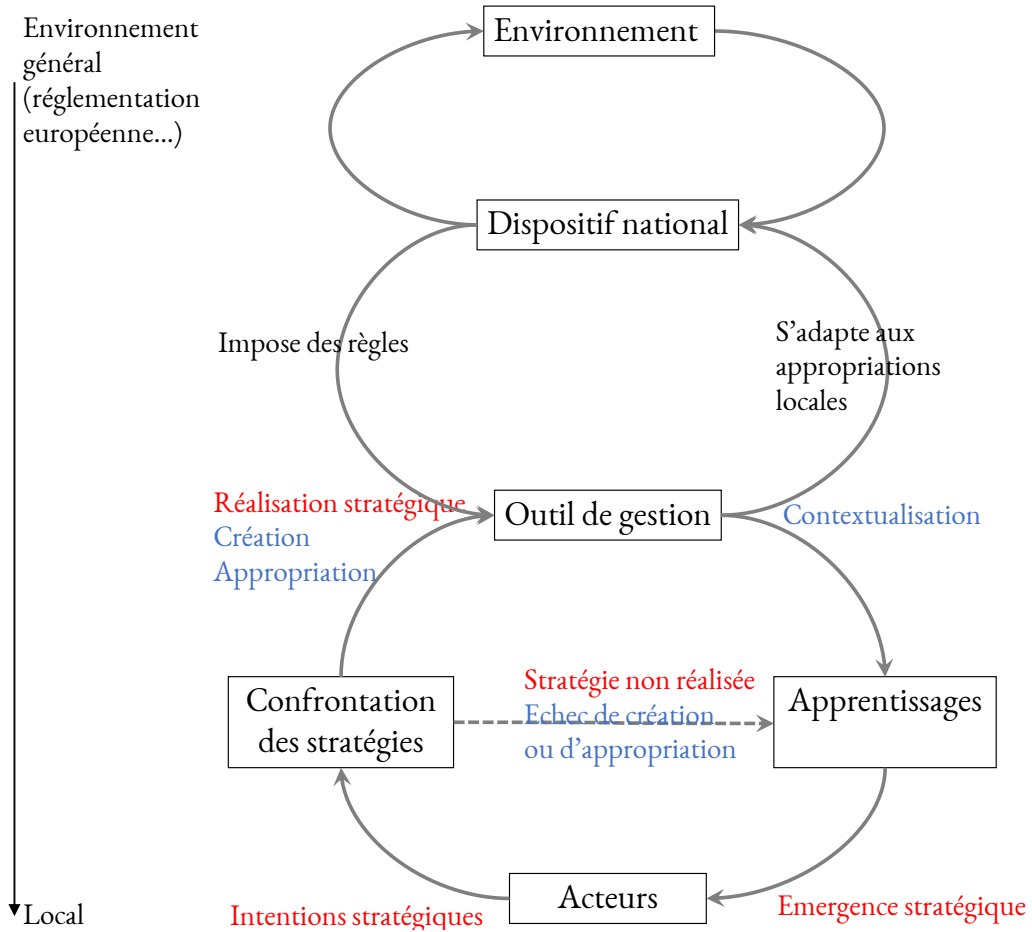 Environnement
général
(réglementation
européenne...)
Environnement
Dispositif national
Impose des règles
S'adapte aux
appropriations
locales
Réalisation stratégique
Création
Appropriation
Outil de gestion
Contextualisation
Confrontation
des stratégies
Stratégie non réalisée
Echec de création
ou d'appropriation
Apprentissages
Local
Intentions stratégiques
Acteurs
Emergence stratégique